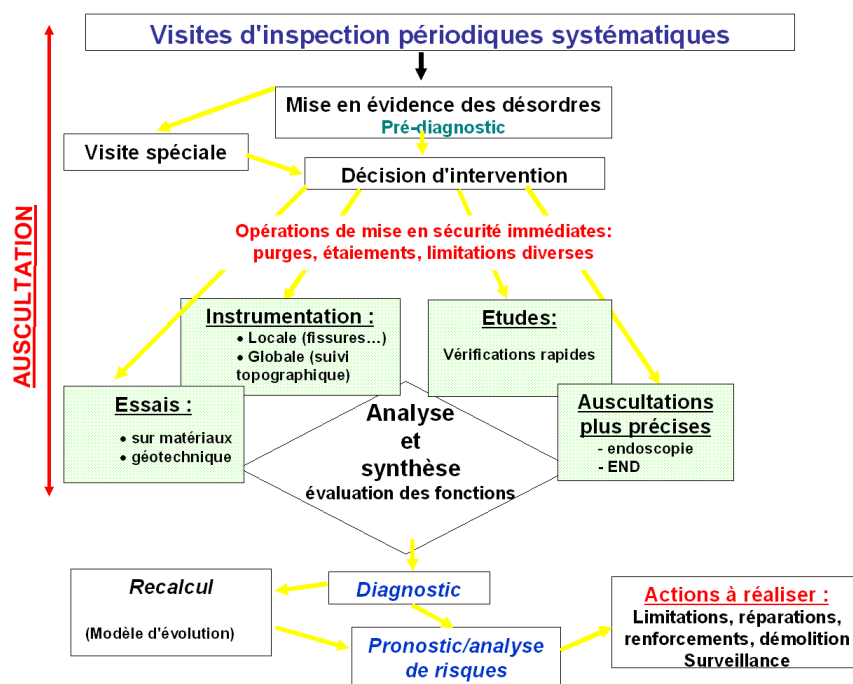 Visites d'inspection périodiques systématiques
Mise en évidence des désordres
Pré-diagnostic
Visite spéciale
Décision d'intervention
AUSCULTATION
Opérations de mise en sécurité immédiates:
purges, étaiements, limitations diverses
Instrumentation :
• Locale (fissures...)
• Globale (suivi
topographique)
Etudes:
Vérifications rapides
Essais :
• sur matériaux
• géotechnique
Analyse
et
synthèse
évaluation des fonctions
Auscultations
plus précises
- endoscopie
- END
Recalcul
(Modèle d'évolution)
Diagnostic
Pronostic/analyse
de risques
Actions à réaliser :
Limitations, réparations,
renforcements, démolition
Surveillance